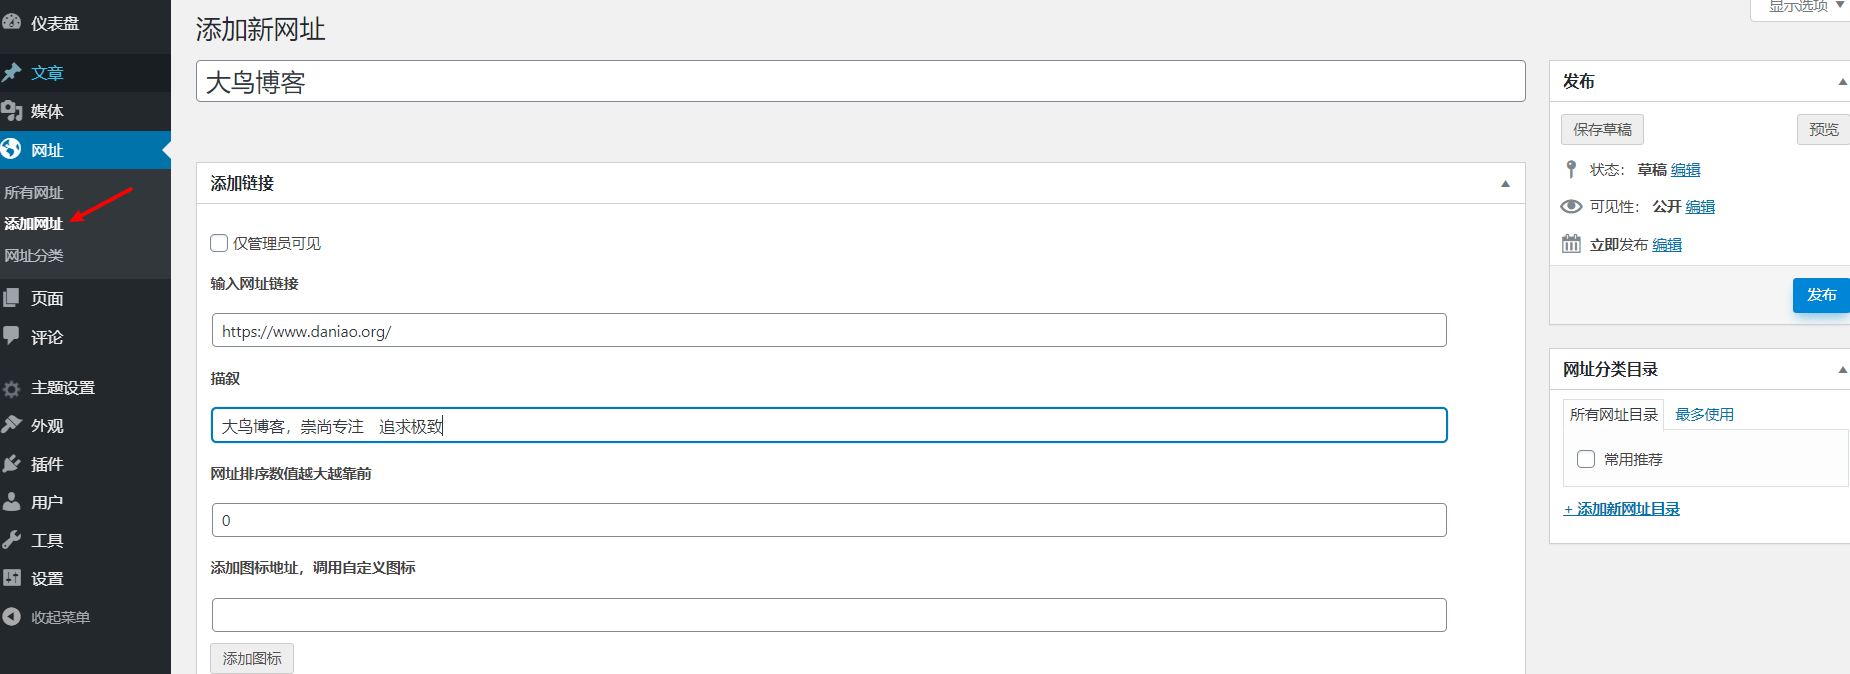 仪表盘
文章
媒体
网址
所有网址
添加网址
网址分类
页面
评论
主题设置
外观
插件
用户
工具
设置
收起菜单
显示选项
添加新网址
大鸟博客
添加链接
仅管理员可见
输入网址链接
https://www.daniao.org/
描叙
大鸟博客，崇尚专注　追求极致
网址排序数值越大越靠前
0
添加图标地址，调用自定义图标
添加图标
发布
保存草稿
预览
状态： 草稿 编辑
可见性： 公开 编辑
立即发布 编辑
发布
网址分类目录
所有网址目录
最多使用
常用推荐
+ 添加新网址目录